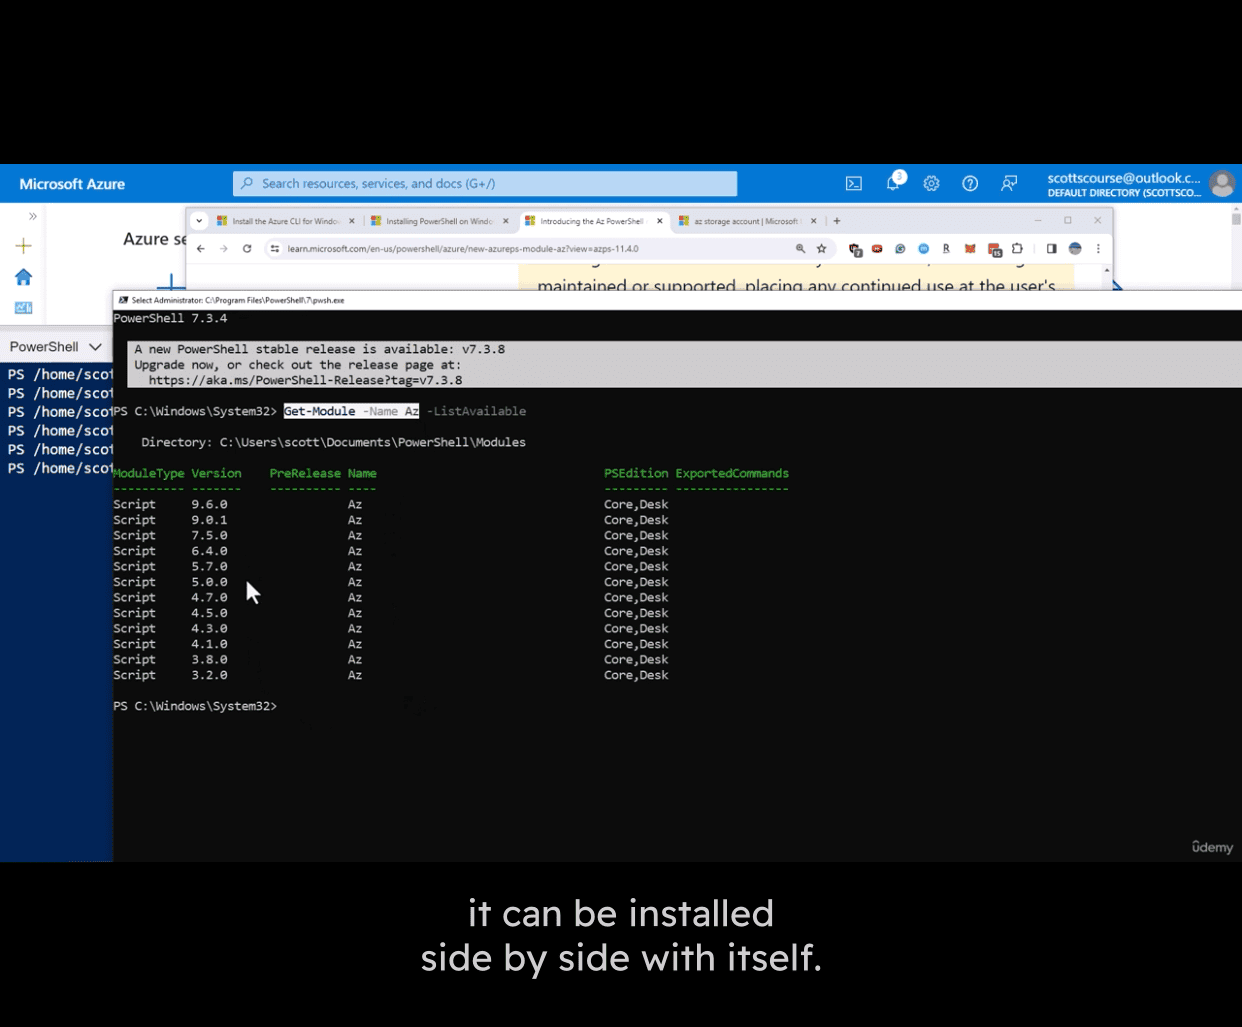 Microsoft Azure
Search resources, services, and docs (G+/)
3
scottscourse@outlook.c...
DEFAULT DIRECTORY (SCOTTSCO...
Azure se
Install the Azure CLI for Windo
Installing PowerShell on Windo
Introducing the Az PowerShell
az storage account | Microsoft
learn.microsoft.com/en-us/powershell/azure/new-azureps-module-az?view=azps-11.4.0
maintained or supported, placing any continued use at the user's
Select Administrator: C:\Program Files\PowerShell\7\pwsh.exe
PowerShell 7.3.4
PowerShell
A new PowerShell stable release is available: v7.3.8
Upgrade now, or check out the release page at:
https://aka.ms/PowerShell-Release?tag=v7.3.8
PS /home/scot
PS /home/scot
PS /home/scot
PS /home/scot
PS /home/scot
PS /home/scot
PS C:\Windows\System32> Get-Module -Name Az -ListAvailable
Directory: C:\Users\scott\Documents\PowerShell\Modules
ModuleType Version PreRelease Name PSEdition ExportedCommands
---------- ------- ---------- ---- --------- ----------------
Script 9.6.0 Az Core,Desk
Script 9.0.1 Az Core,Desk
Script 7.5.0 Az Core,Desk
Script 6.4.0 Az Core,Desk
Script 5.7.0 Az Core,Desk
Script 5.0.0 Az Core,Desk
Script 4.7.0 Az Core,Desk
Script 4.5.0 Az Core,Desk
Script 4.3.0 Az Core,Desk
Script 4.1.0 Az Core,Desk
Script 3.8.0 Az Core,Desk
Script 3.2.0 Az Core,Desk
PS C:\Windows\System32>
ûdemy
it can be installed
side by side with itself.